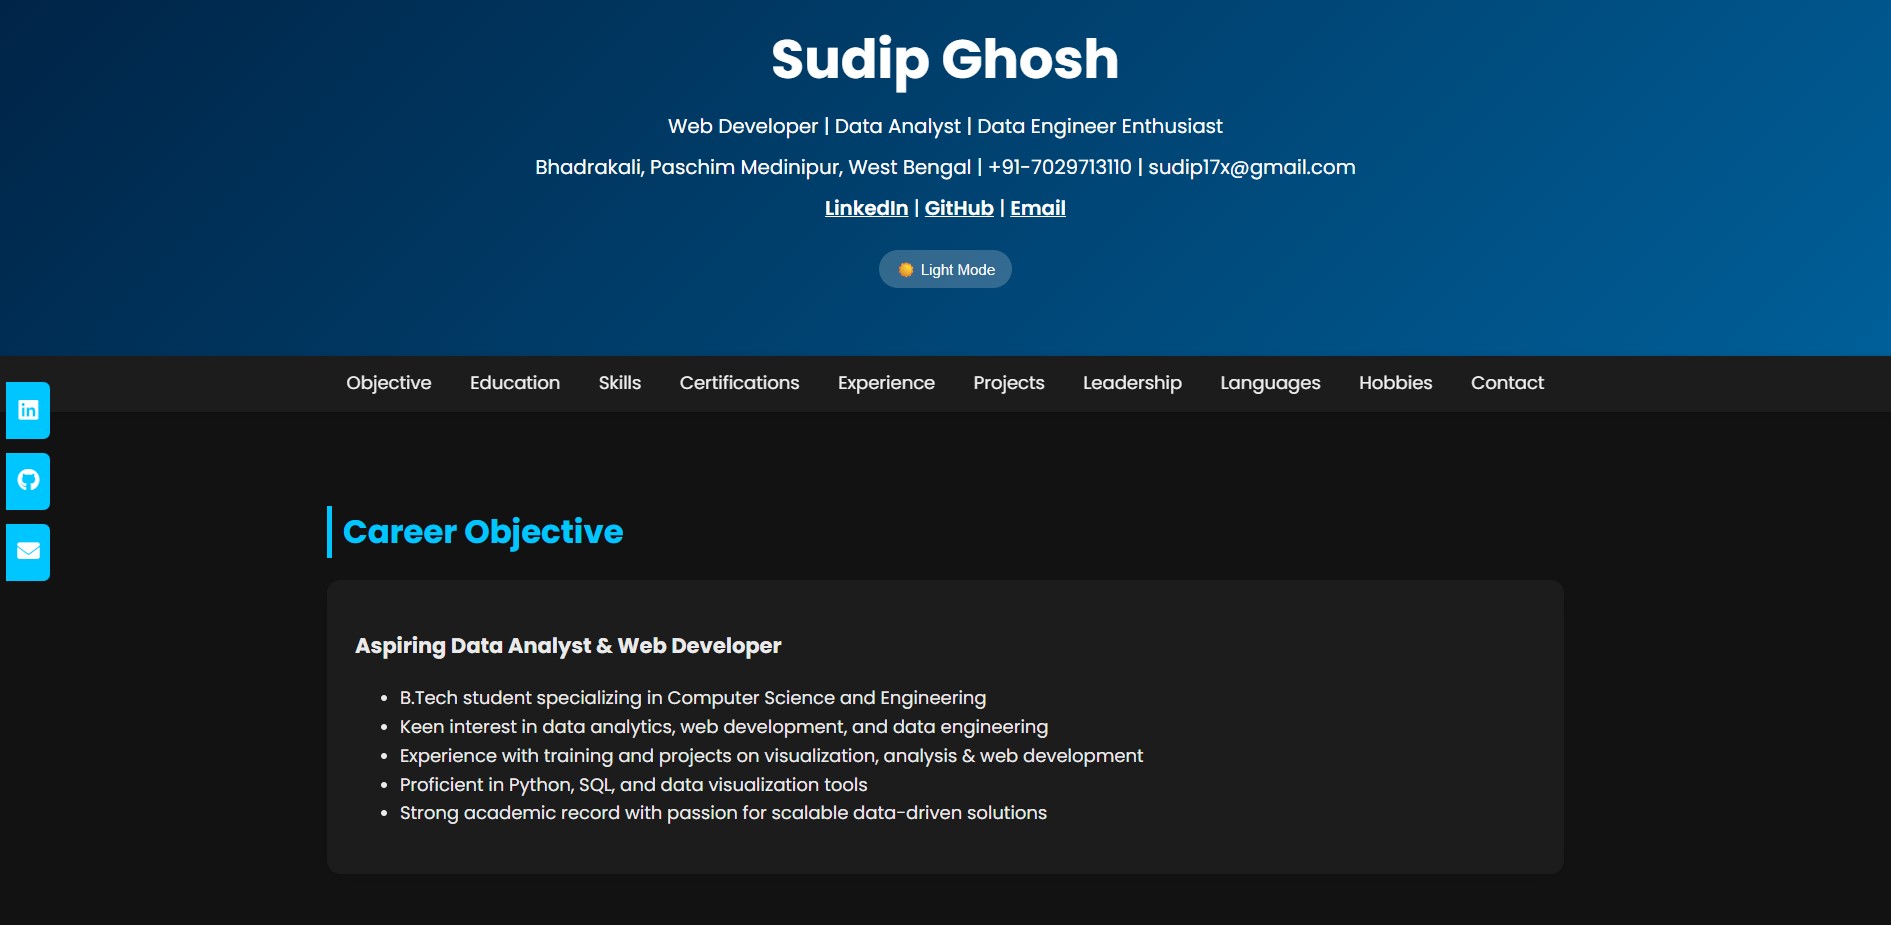 Sudip Ghosh
Web Developer | Data Analyst | Data Engineer Enthusiast
Bhadrakali, Paschim Medinipur, West Bengal | +91-7029713110 | sudip17x@gmail.com
LinkedIn | GitHub | Email
Light Mode
Objective Education Skills Certifications Experience Projects Leadership Languages Hobbies Contact
in
Career Objective
Aspiring Data Analyst & Web Developer
• B.Tech student specializing in Computer Science and Engineering
• Keen interest in data analytics, web development, and data engineering
• Experience with training and projects on visualization, analysis & web development
• Proficient in Python, SQL, and data visualization tools
• Strong academic record with passion for scalable data-driven solutions